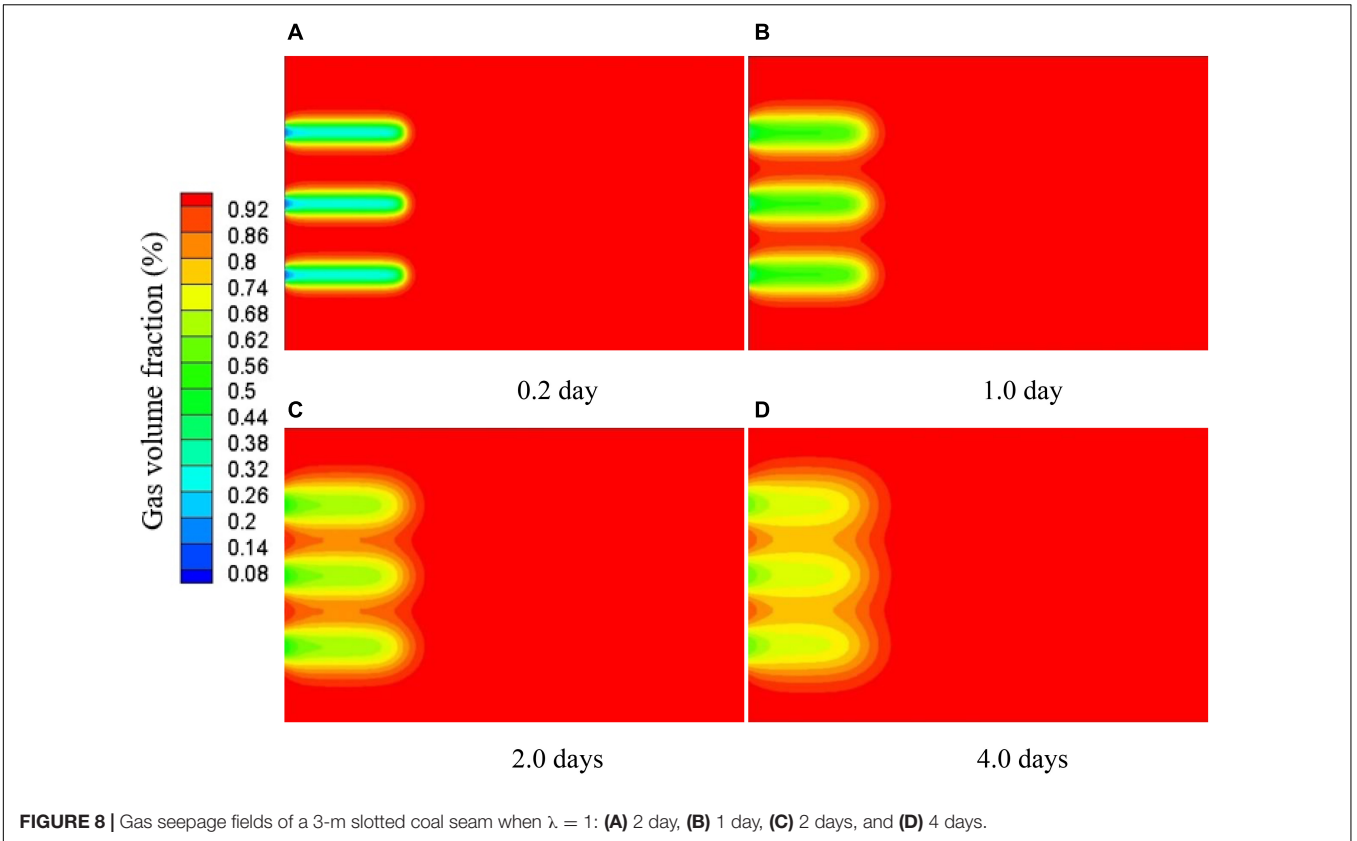 A
B
Gas volume fraction (%)
0.92
0.86
0.8
0.74
0.68
0.62
0.56
0.5
0.44
0.38
0.32
0.26
0.2
0.14
0.08
0.2 day
1.0 day
C
D
2.0 days
4.0 days
FIGURE 8 | Gas seepage fields of a 3-m slotted coal seam when λ = 1: (A) 2 day, (B) 1 day, (C) 2 days, and (D) 4 days.